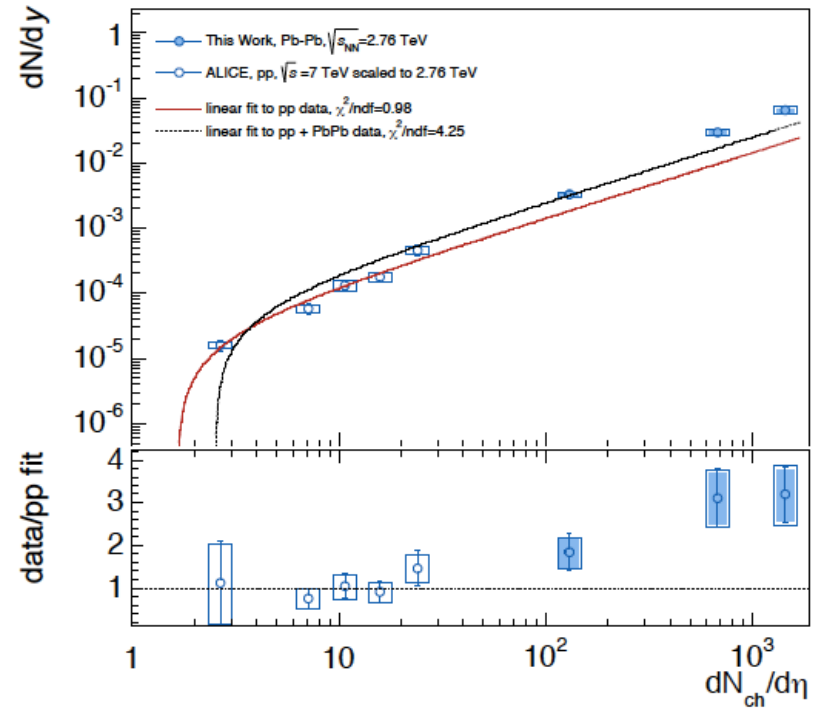 dN/dy
1
10⁻¹
10⁻²
10⁻³
10⁻⁴
10⁻⁵
10⁻⁶
This Work, Pb-Pb, √sNN=2.76 TeV
ALICE, pp, √s =7 TeV scaled to 2.76 TeV
linear fit to pp data, χ²/ndf=0.98
linear fit to pp + PbPb data, χ²/ndf=4.25
data/pp fit
4
3
2
1
1 10 10² 10³
dNch/dη